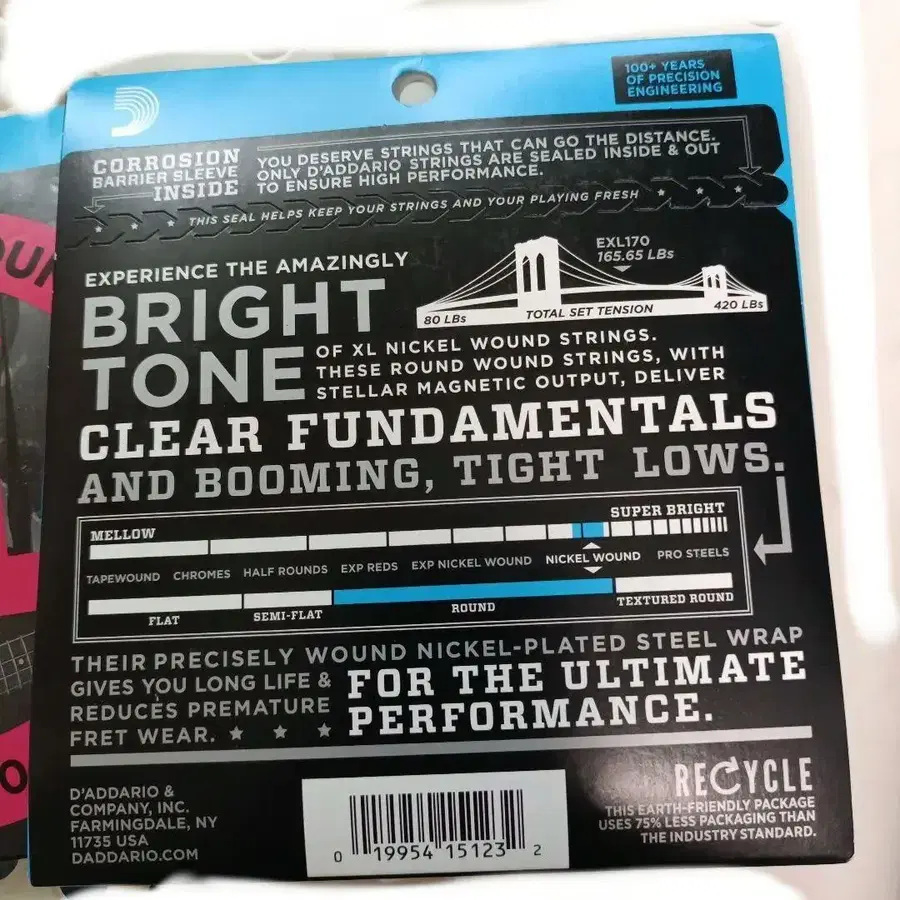 100+ YEARS
OF PRECISION
ENGINEERING
CORROSION
BARRIER SLEEVE
INSIDE
YOU DESERVE STRINGS THAT CAN GO THE DISTANCE.
ONLY D'ADDARIO STRINGS ARE SEALED INSIDE & OUT
TO ENSURE HIGH PERFORMANCE.
THIS SEAL HELPS KEEP YOUR STRINGS AND YOUR PLAYING FRESH
EXPERIENCE THE AMAZINGLY
BRIGHT
TONE
EXL170
165.65 LBs
80 LBs
TOTAL SET TENSION
420 LBs
OF XL NICKEL WOUND STRINGS.
THESE ROUND WOUND STRINGS, WITH
STELLAR MAGNETIC OUTPUT, DELIVER
CLEAR FUNDAMENTALS
AND BOOMING, TIGHT LOWS.
MELLOW
SUPER BRIGHT
TAPEWOUND CHROMES HALF ROUNDS EXP REDS EXP NICKEL WOUND NICKEL WOUND PRO STEELS
FLAT SEMI-FLAT ROUND TEXTURED ROUND
THEIR PRECISELY WOUND NICKEL-PLATED STEEL WRAP
GIVES YOU LONG LIFE &
REDUCES PREMATURE
FRET WEAR.
FOR THE ULTIMATE
PERFORMANCE.
D'ADDARIO &
COMPANY, INC.
FARMINGDALE, NY
11735 USA
DADDARIO.COM
0 19954 15123 2
RECYCLE
THIS EARTH-FRIENDLY PACKAGE
USES 75% LESS PACKAGING THAN
THE INDUSTRY STANDARD.